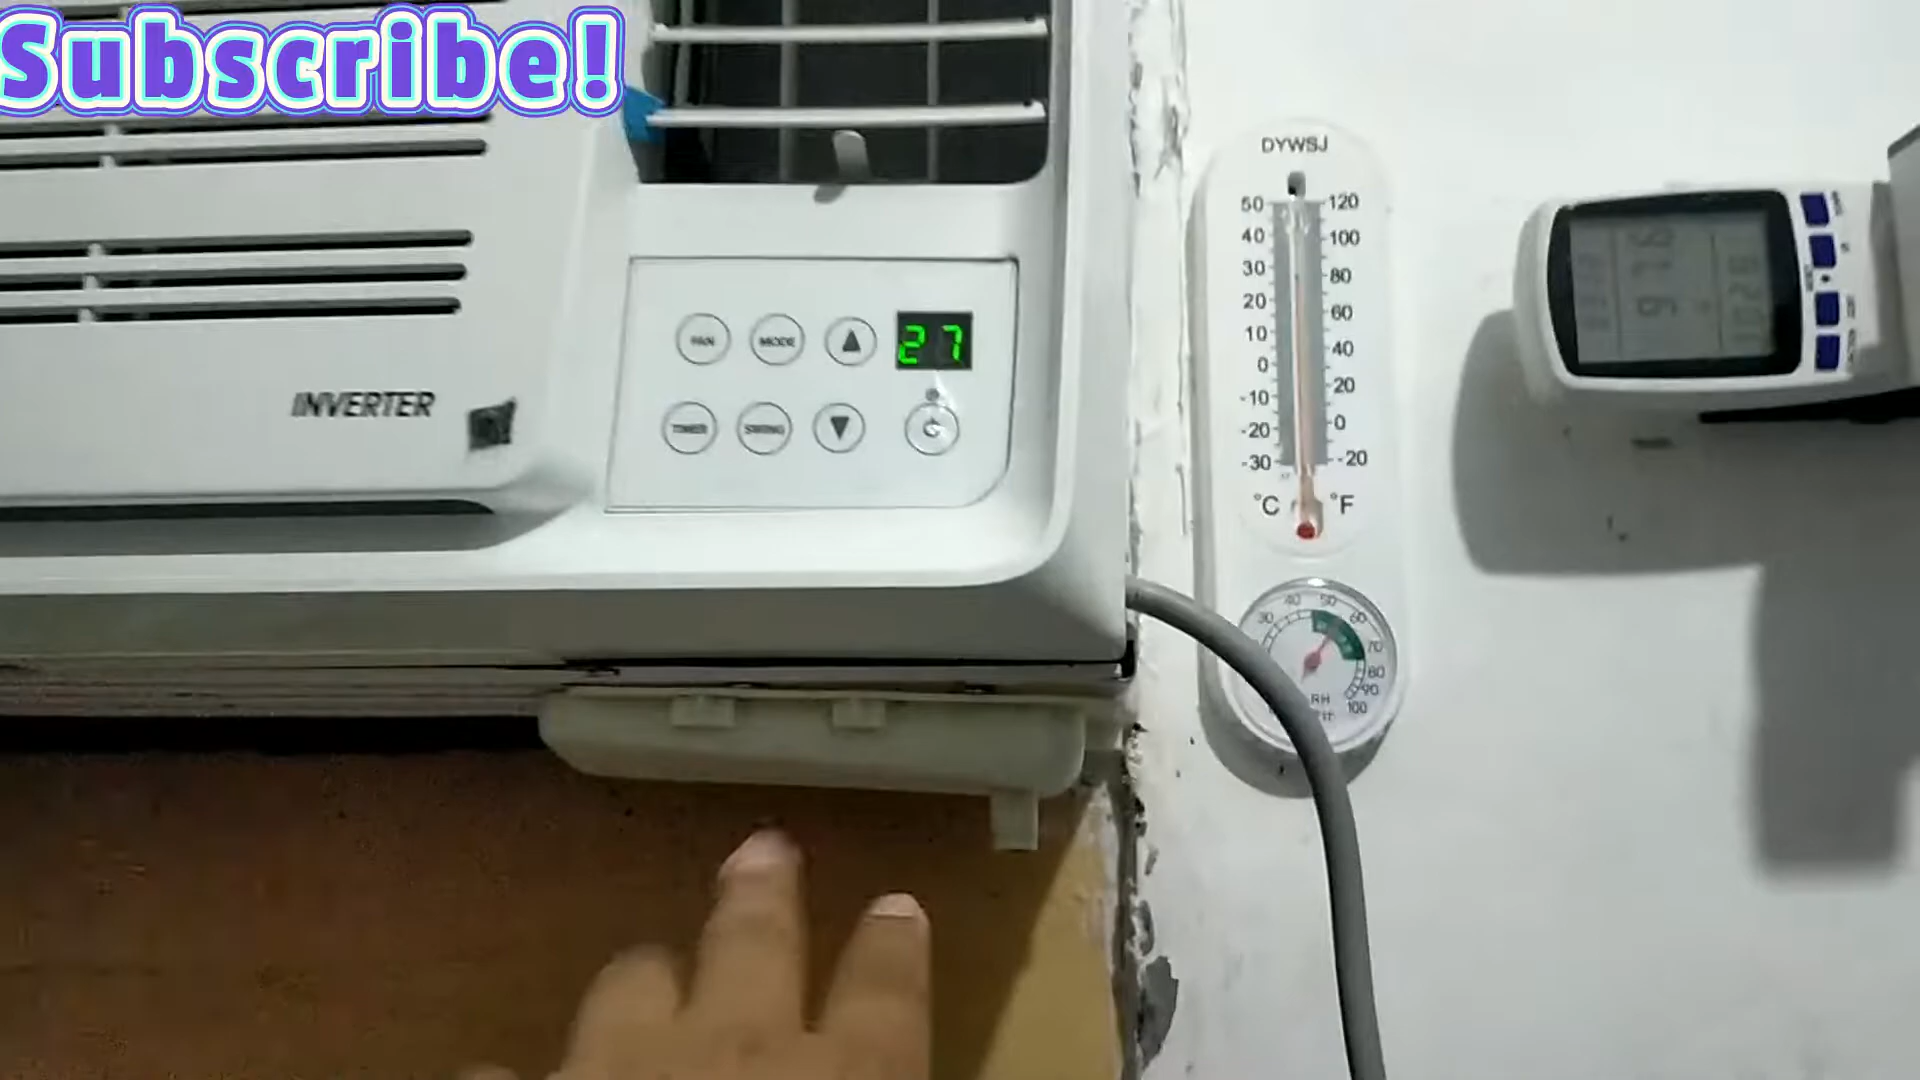 Subscribe!
DYWSJ
50 120
40 100
30 80
20 60
10 40
0 20
-10 0
-20 -20
-30
°C °F
FAN MODE 27
INVERTER
TIMER SWING
30 40 50 60 70 80 90 100
RH